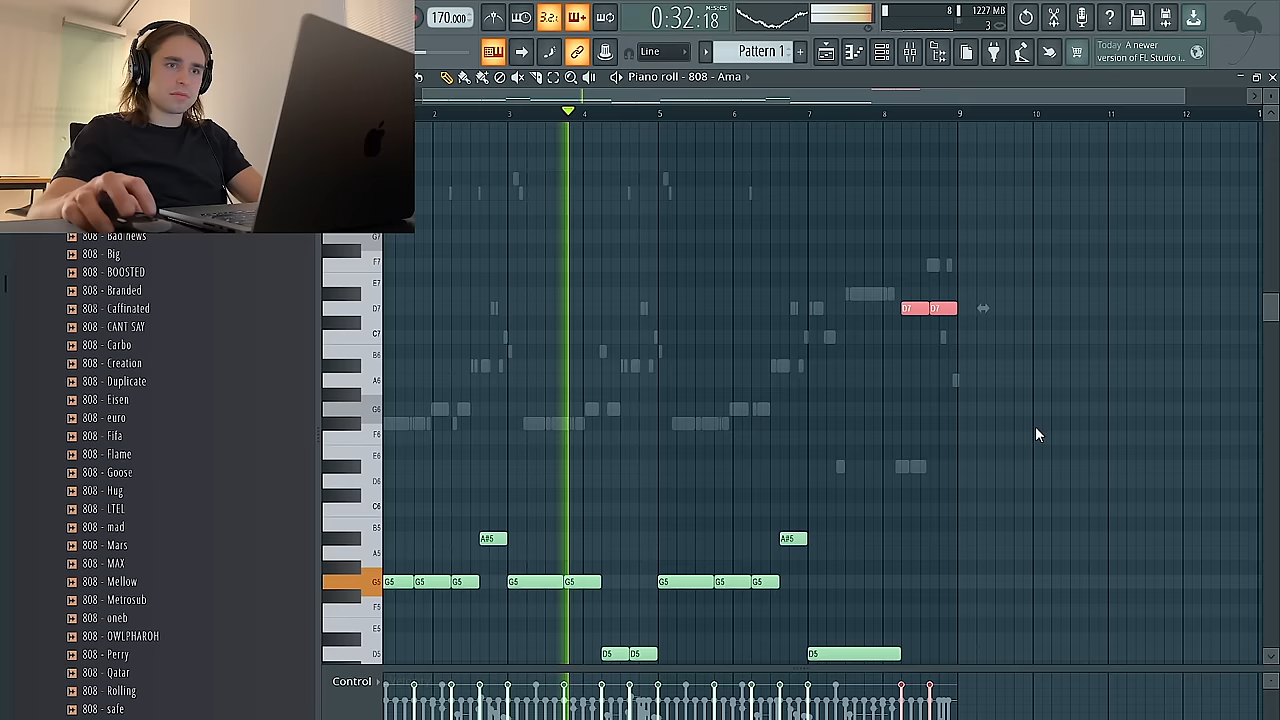 170.000
3.2:
0:32:18
M:S:CS
8
1227 MB
3
Line
Pattern 1
+
Today A newer
version of FL Studio i...
Piano roll - 808 - Ama
2 3 4 5 6 7 8 9 10 11 12
808 - Bad news
808 - Big
808 - BOOSTED
808 - Branded
808 - Caffinated
808 - CANT SAY
808 - Carbo
808 - Creation
808 - Duplicate
808 - Eisen
808 - euro
808 - Fifa
808 - Flame
808 - Goose
808 - Hug
808 - LTEL
808 - mad
808 - Mars
808 - MAX
808 - Mellow
808 - Metrosub
808 - oneb
808 - OWLPHAROH
808 - Perry
808 - Qatar
808 - Rolling
808 - safe
G7
F7
E7
D7
D7 D7
C7
B6
A6
G6
F6
E6
D6
C6
B5
A#5 A#5
A5
G5
G5 G5 G5 G5 G5 G5 G5 G5
F5
E5
D5
D5 D5 D5
Control